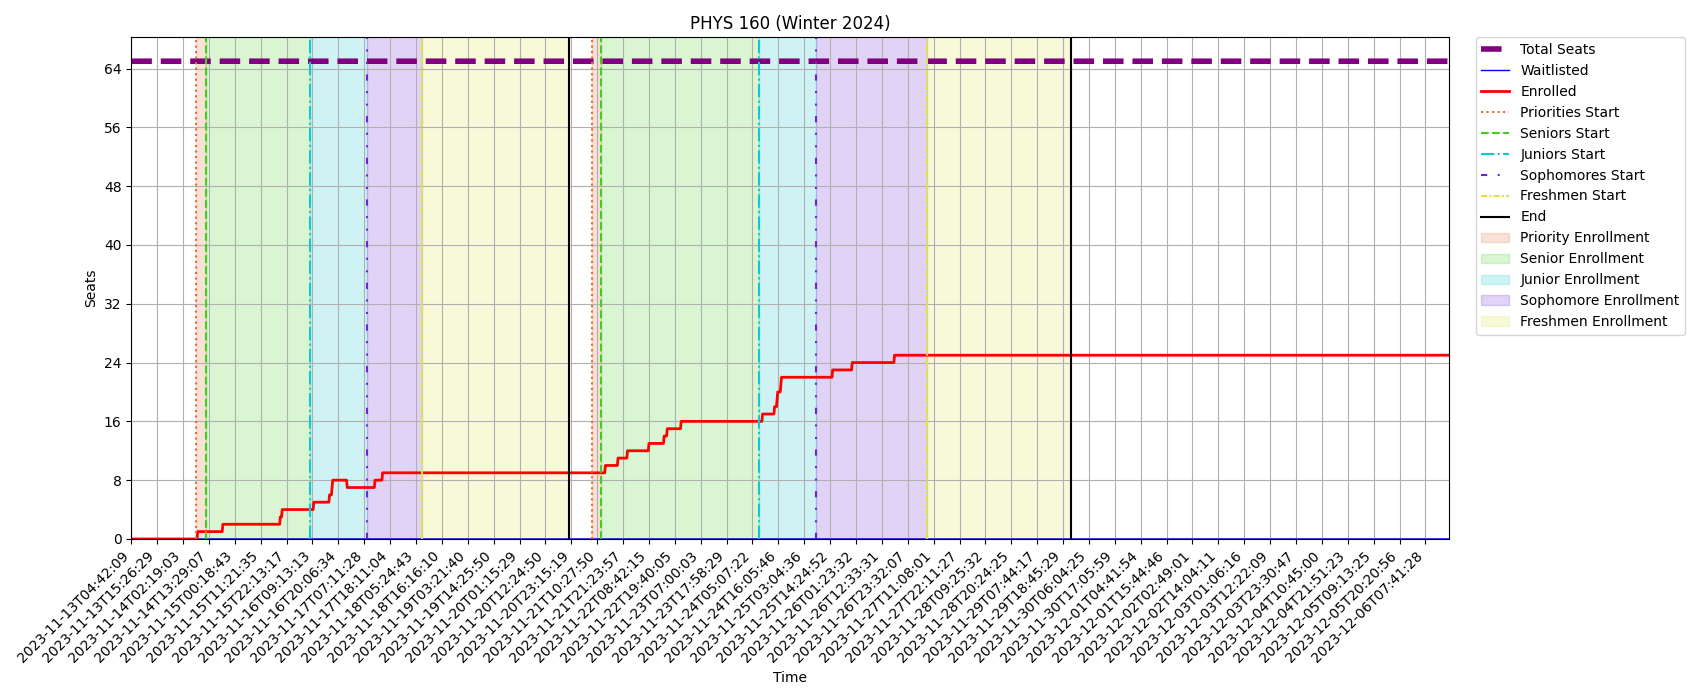 PHYS 160 (Winter 2024)
Seats
64
56
48
40
32
24
16
8
0
2023-11-13T04:42:09
2023-11-13T15:26:29
2023-11-14T02:19:03
2023-11-14T13:29:07
2023-11-15T00:18:43
2023-11-15T11:21:35
2023-11-15T22:13:17
2023-11-16T09:13:13
2023-11-16T20:06:34
2023-11-17T07:11:28
2023-11-17T18:11:04
2023-11-18T05:24:43
2023-11-18T16:16:10
2023-11-19T03:21:40
2023-11-19T14:25:50
2023-11-20T01:15:29
2023-11-20T12:24:50
2023-11-20T23:15:19
2023-11-21T10:27:50
2023-11-21T21:23:57
2023-11-22T08:42:15
2023-11-22T19:40:05
2023-11-23T07:00:03
2023-11-23T17:58:29
2023-11-24T05:07:22
2023-11-24T16:05:46
2023-11-25T03:04:36
2023-11-25T14:24:52
2023-11-26T01:23:32
2023-11-26T12:33:31
2023-11-26T23:32:07
2023-11-27T11:08:01
2023-11-27T22:11:27
2023-11-28T09:25:32
2023-11-28T20:24:25
2023-11-29T07:44:17
2023-11-29T18:45:29
2023-11-30T06:04:25
2023-11-30T17:05:59
2023-12-01T04:41:54
2023-12-01T15:44:46
2023-12-02T02:49:01
2023-12-02T14:04:11
2023-12-03T01:06:16
2023-12-03T12:22:09
2023-12-03T23:30:47
2023-12-04T10:45:00
2023-12-04T21:51:23
2023-12-05T09:13:25
2023-12-05T20:20:56
2023-12-06T07:41:28
Time
Total Seats
Waitlisted
Enrolled
Priorities Start
Seniors Start
Juniors Start
Sophomores Start
Freshmen Start
End
Priority Enrollment
Senior Enrollment
Junior Enrollment
Sophomore Enrollment
Freshmen Enrollment